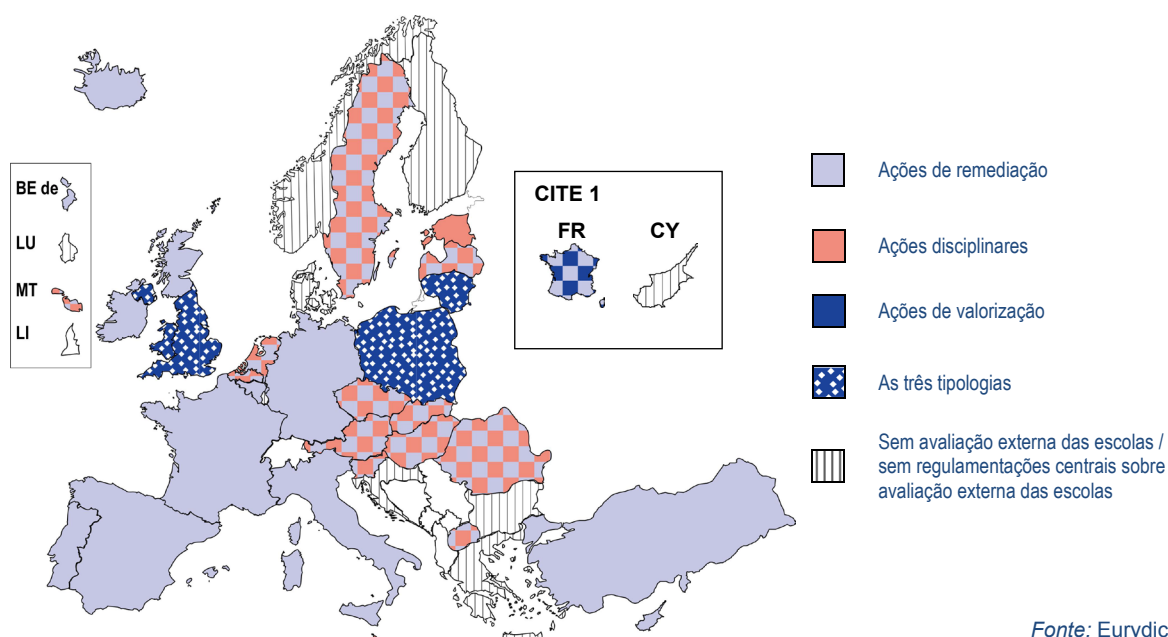 BE de
LU
MT
LI
CITE 1
FR
CY
Ações de remediação
Ações disciplinares
Ações de valorização
As três tipologias
Sem avaliação externa das escolas /
sem regulamentações centrais sobre
avaliação externa das escolas
Fonte: Eurydic